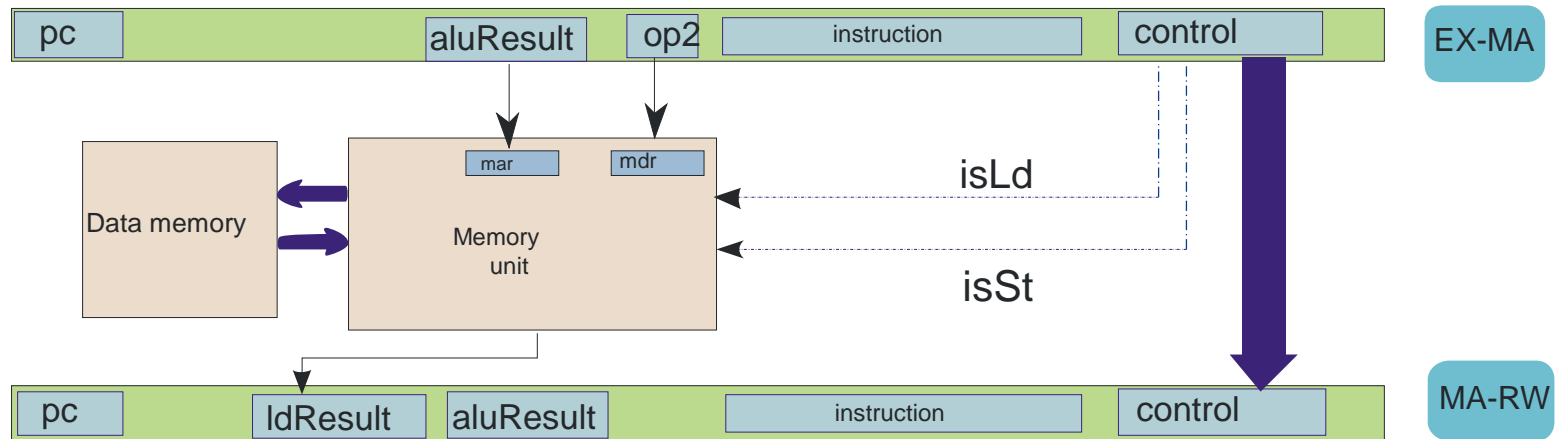 pc
aluResult
op2
instruction
control
EX-MA
mar
mdr
isLd
Data memory
Memory
unit
isSt
pc
ldResult
aluResult
instruction
control
MA-RW